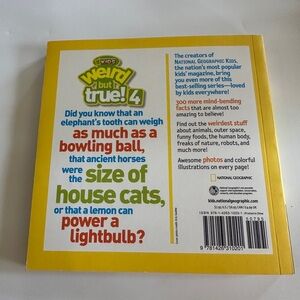 KIDS
weird
but
true! 4
Did you know that an
elephant's tooth can weigh
as much as a
bowling ball,
that ancient horses
were the size of
house cats,
or that a lemon can
power a
lightbulb?
The creators of
NATIONAL GEOGRAPHIC KIDS,
the nation's most popular
kids' magazine, bring
you even more of this
best-selling series—loved
by kids everywhere!
300 more mind-bending
facts that are almost too
amazing to believe!
Find out the weirdest stuff
about animals, outer space,
funny foods, the human body,
freaks of nature, robots, and
much more!
Awesome photos and colorful
illustrations on every page!
NATIONAL GEOGRAPHIC
kids.nationalgeographic.com
50795